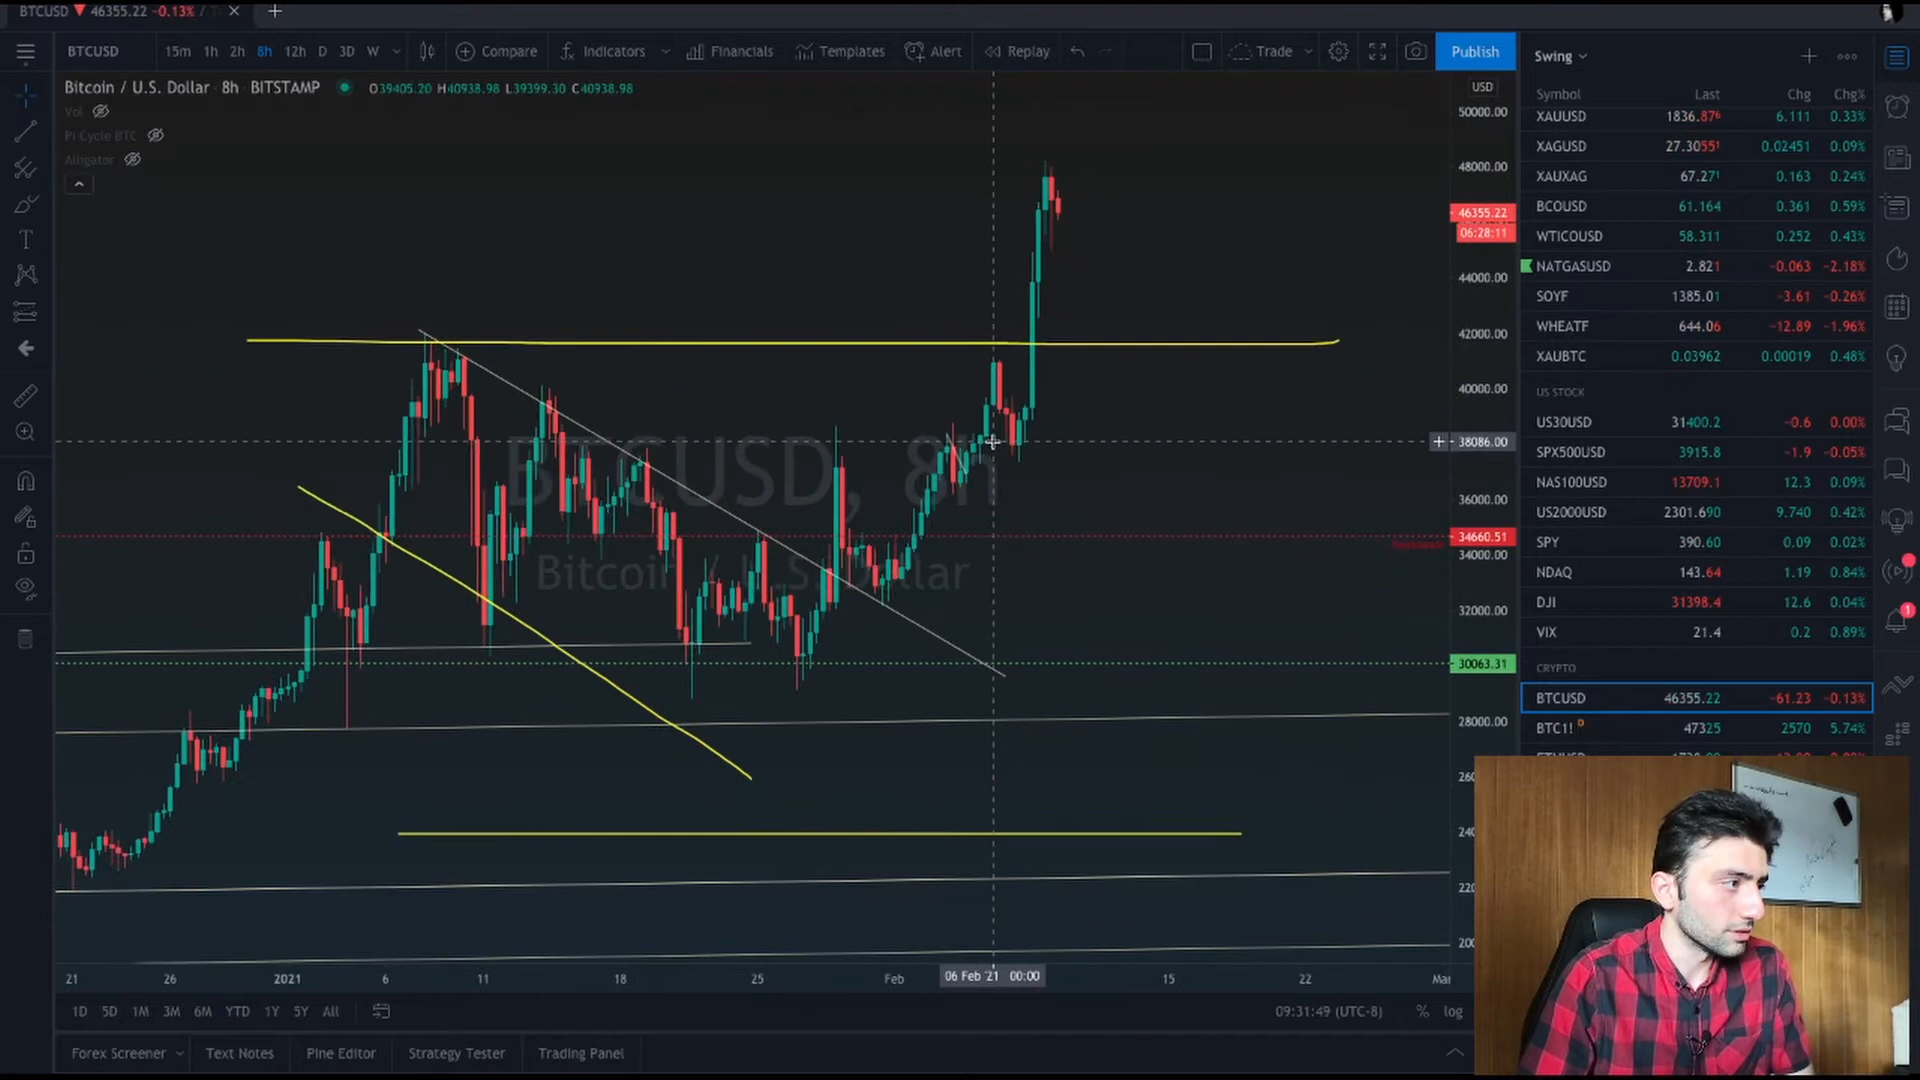 BTCUSD ▼ 46355.22 -0.13% /
BTCUSD 15m 1h 2h 8h 12h D 3D W Compare Indicators Financials Templates Alert Replay Trade Publish
Bitcoin / U.S. Dollar · 8h · BITSTAMP O39405.20 H40938.98 L39399.30 C40938.98
Vol
Pi Cycle BTC
Alligator
BTCUSD, 8h
Bitcoin / U.S. Dollar
USD
50000.00
48000.00
46355.22
06:28:11
44000.00
42000.00
40000.00
38086.00
36000.00
34660.51
34000.00
32000.00
30063.31
28000.00
21 26 2021 6 11 18 25 Feb 06 Feb '21 00:00 15 22 Mar
1D 5D 1M 3M 6M YTD 1Y 5Y All 09:31:49 (UTC-8) % log
Forex Screener Text Notes Pine Editor Strategy Tester Trading Panel
Swing
Symbol Last Chg Chg%
XAUUSD 1836.876 6.111 0.33%
XAGUSD 27.3055 0.02451 0.09%
XAUXAG 67.271 0.163 0.24%
BCOUSD 61.164 0.361 0.59%
WTICOUSD 58.311 0.252 0.43%
NATGASUSD 2.821 -0.063 -2.18%
SOYF 1385.01 -3.61 -0.26%
WHEATF 644.06 -12.89 -1.96%
XAUBTC 0.03962 0.00019 0.48%
US STOCK
US30USD 31400.2 -0.6 0.00%
SPX500USD 3915.8 -1.9 -0.05%
NAS100USD 13709.1 12.3 0.09%
US2000USD 2301.690 9.740 0.42%
SPY 390.60 0.09 0.02%
NDAQ 143.64 1.19 0.84%
DJI 31398.4 12.6 0.04%
VIX 21.4 0.2 0.89%
CRYPTO
BTCUSD 46355.22 -61.23 -0.13%
BTC1! D 47325 2570 5.74%
1